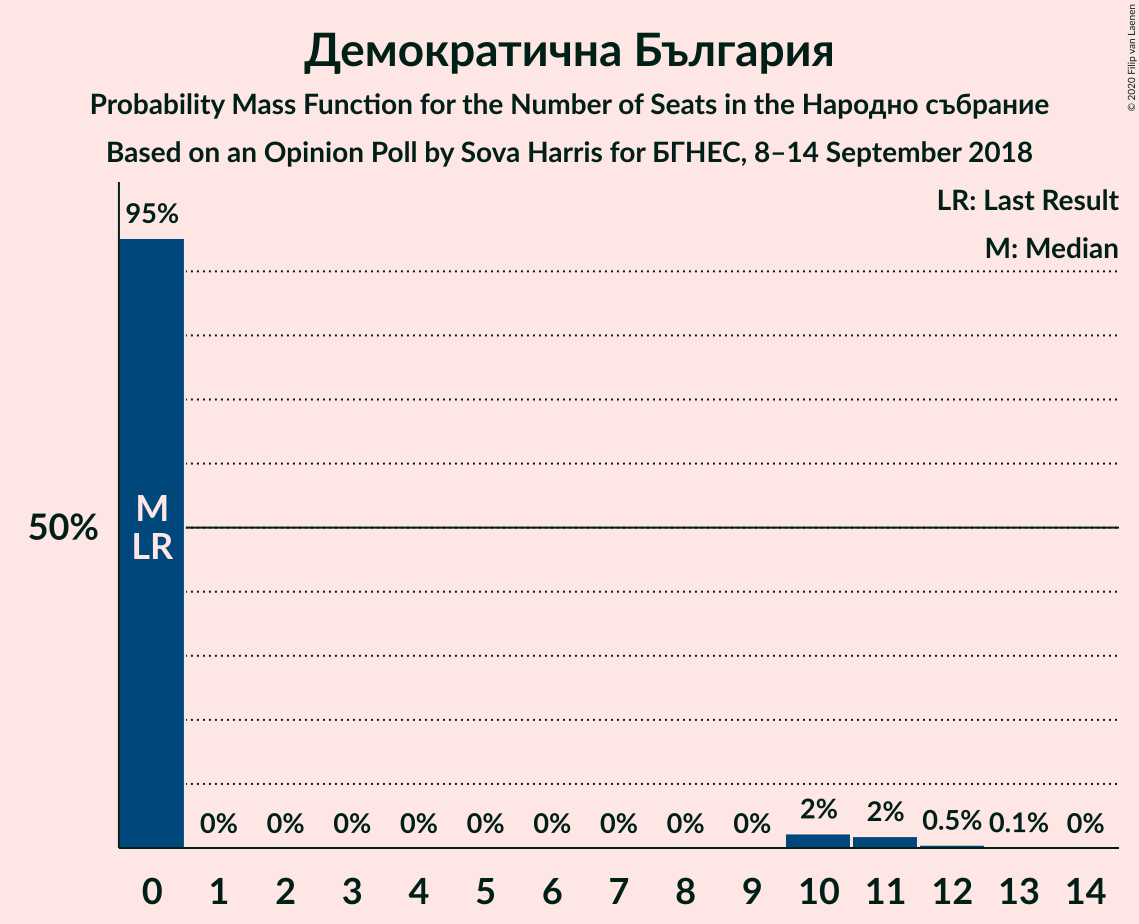 Демократична България
Probability Mass Function for the Number of Seats in the Народно събрание
Based on an Opinion Poll by Sova Harris for БГНЕС, 8–14 September 2018
© 2020 Filip van Laenen
LR: Last Result
M: Median
95%
50%
M
LR
0% 0% 0% 0% 0% 0% 0% 0% 0% 2% 2% 0.5% 0.1% 0%
0 1 2 3 4 5 6 7 8 9 10 11 12 13 14